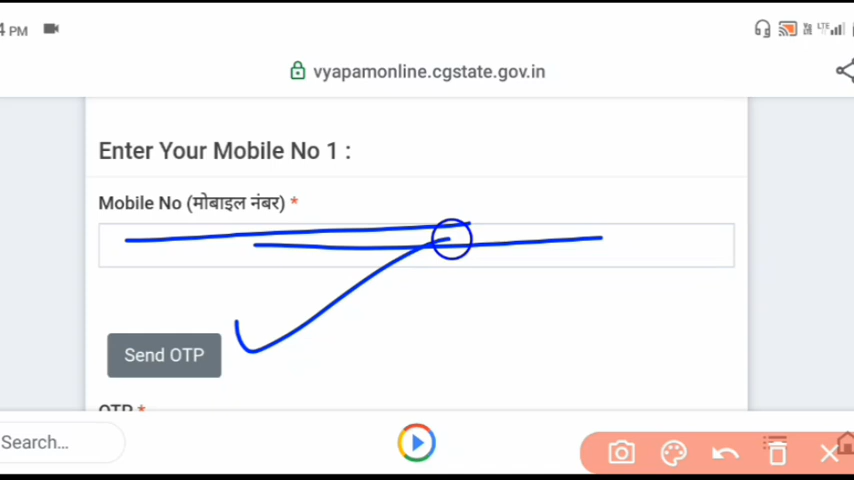 4 PM
LTE
vyapamonline.cgstate.gov.in
Enter Your Mobile No 1 :
Mobile No (मोबाइल नंबर) *
Send OTP
OTP *
Search...